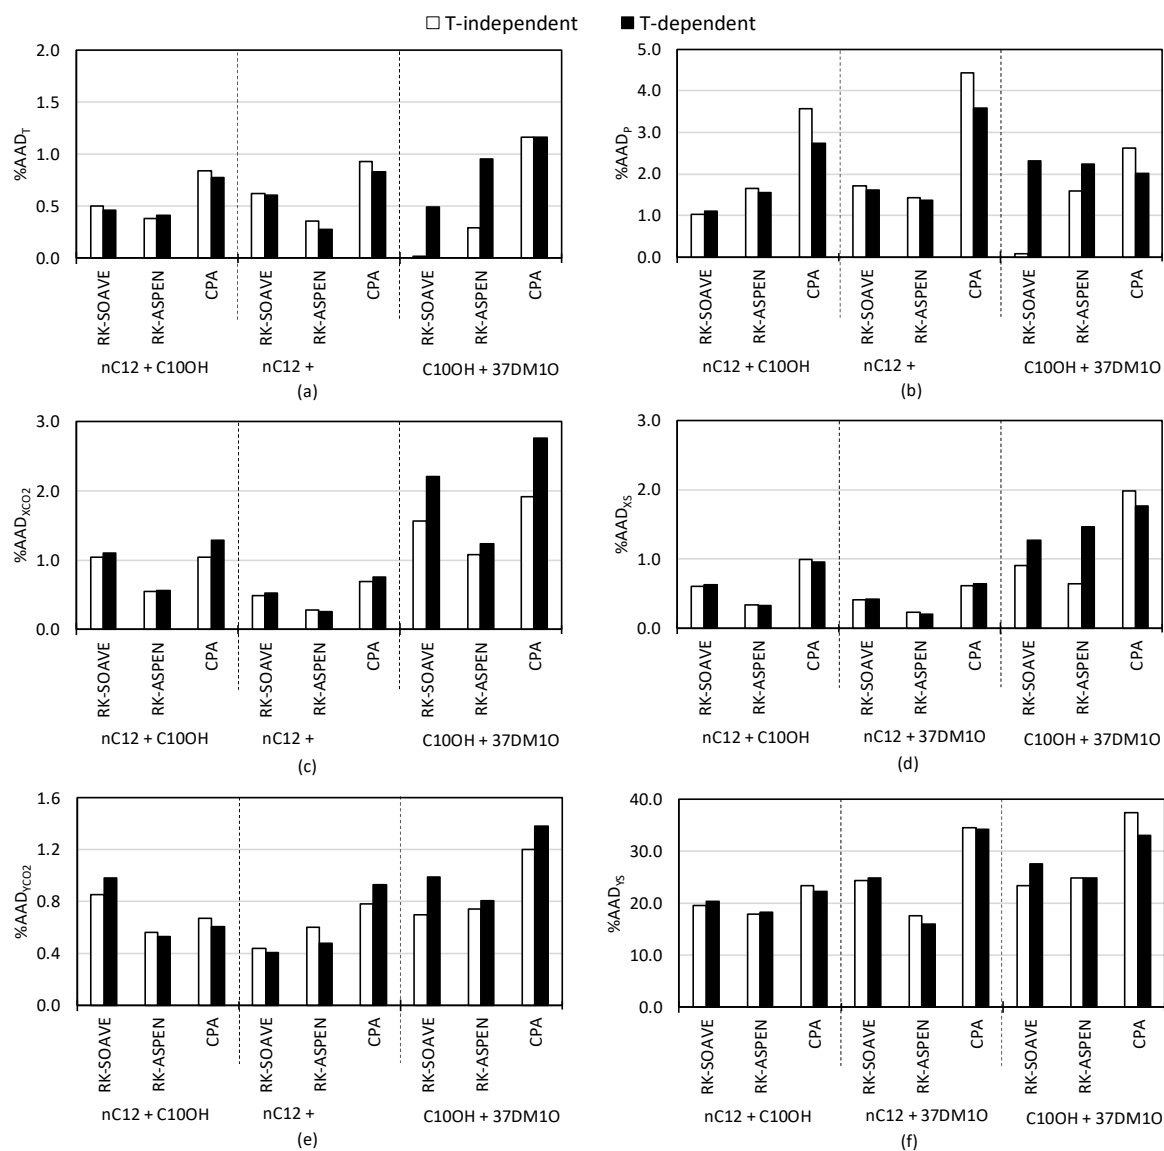 T-independent T-dependent
2.0
1.5
1.0
0.5
0.0
%AAD_T
RK-SOAVE RK-ASPEN CPA RK-SOAVE RK-ASPEN CPA RK-SOAVE RK-ASPEN CPA
nC12 + C10OH nC12 + C10OH + 37DM1O
(a)
5.0
4.0
3.0
2.0
1.0
0.0
%AAD_P
RK-SOAVE RK-ASPEN CPA RK-SOAVE RK-ASPEN CPA RK-SOAVE RK-ASPEN CPA
nC12 + C10OH nC12 + C10OH + 37DM1O
(b)
3.0
2.0
1.0
0.0
%AAD_XCO2
RK-SOAVE RK-ASPEN CPA RK-SOAVE RK-ASPEN CPA RK-SOAVE RK-ASPEN CPA
nC12 + C10OH nC12 + C10OH + 37DM1O
(c)
3.0
2.0
1.0
0.0
%AAD_XS
RK-SOAVE RK-ASPEN CPA RK-SOAVE RK-ASPEN CPA RK-SOAVE RK-ASPEN CPA
nC12 + C10OH nC12 + 37DM1O C10OH + 37DM1O
(d)
1.6
1.2
0.8
0.4
0.0
%AAD_YCO2
RK-SOAVE RK-ASPEN CPA RK-SOAVE RK-ASPEN CPA RK-SOAVE RK-ASPEN CPA
nC12 + C10OH nC12 + C10OH + 37DM1O
(e)
40.0
30.0
20.0
10.0
0.0
%AAD_YS
RK-SOAVE RK-ASPEN CPA RK-SOAVE RK-ASPEN CPA RK-SOAVE RK-ASPEN CPA
nC12 + C10OH nC12 + 37DM1O C10OH + 37DM1O
(f)